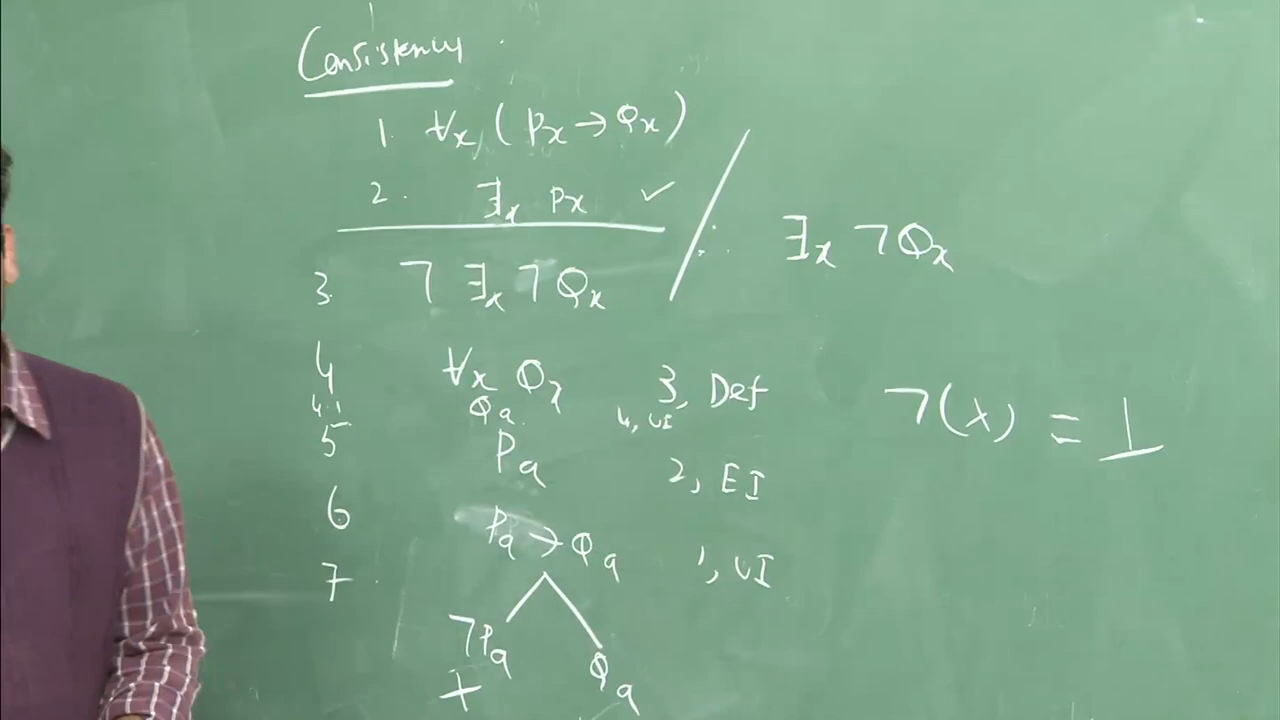 Consistency
1. ∀x (Px → Qx)
2. ∃x Px ✓
∴ ∃x ¬Qx
3. ¬∃x¬Qx
4 ∀x Qx 3, Def
4.1 Qa 4, UI
¬(x) = ⊥
5 Pa 2, EI
6 Pa → Qa 1, UI
7
¬Pa Qa
+